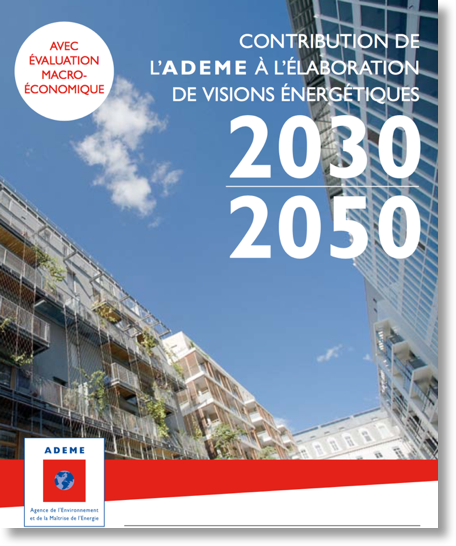 AVEC
ÉVALUATION
MACRO-
ÉCONOMIQUE
CONTRIBUTION DE
L'ADEME À L'ÉLABORATION
DE VISIONS ÉNERGÉTIQUES
2030
2050
ADEME
Agence de l'Environnement
et de la Maîtrise de l'Energie